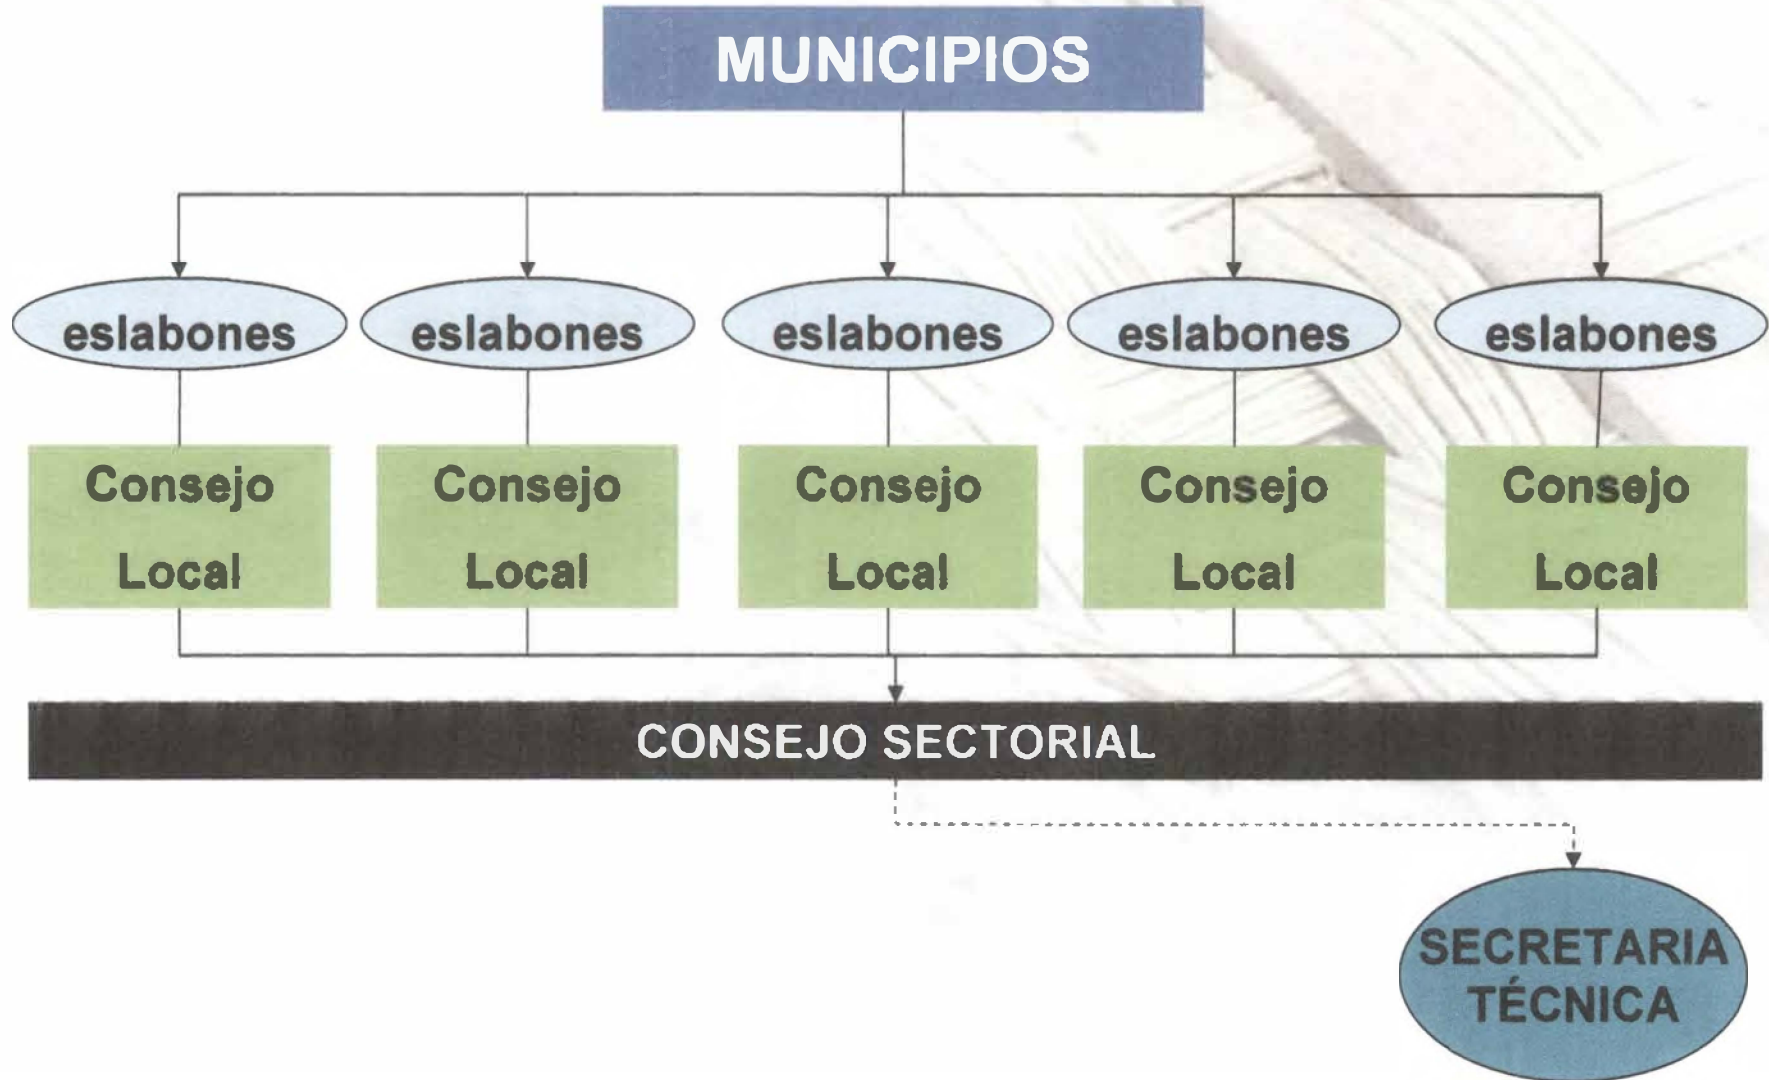 MUNICIPIOS
eslabones eslabones eslabones eslabones eslabones
Consejo Consejo Consejo Consejo Consejo
Local Local Local Local Local
CONSEJO SECTORIAL
SECRETARIA
TÉCNICA